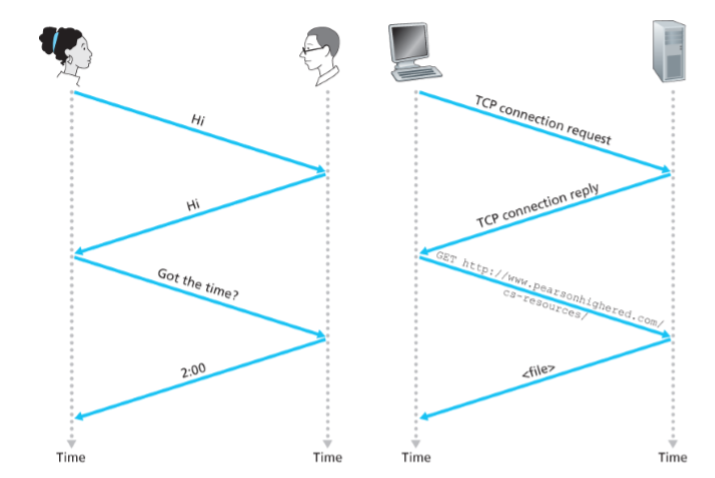 Hi
Hi
Got the time?
2:00
Time
Time
TCP connection request
TCP connection reply
GET http://www.pearsonhighered.com/
cs-resources/
<file>
Time
Time